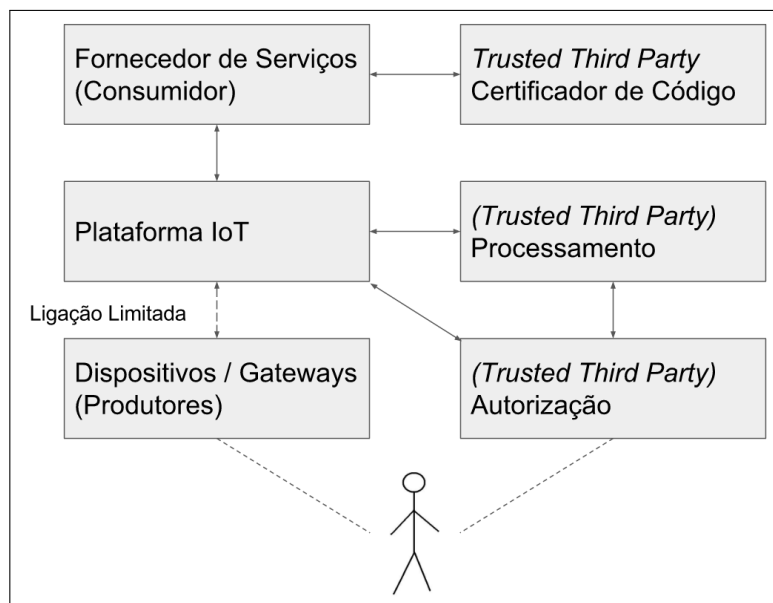 Fornecedor de Serviços
(Consumidor)
Trusted Third Party
Certificador de Código
Plataforma IoT
(Trusted Third Party)
Processamento
Ligação Limitada
Dispositivos / Gateways
(Produtores)
(Trusted Third Party)
Autorização